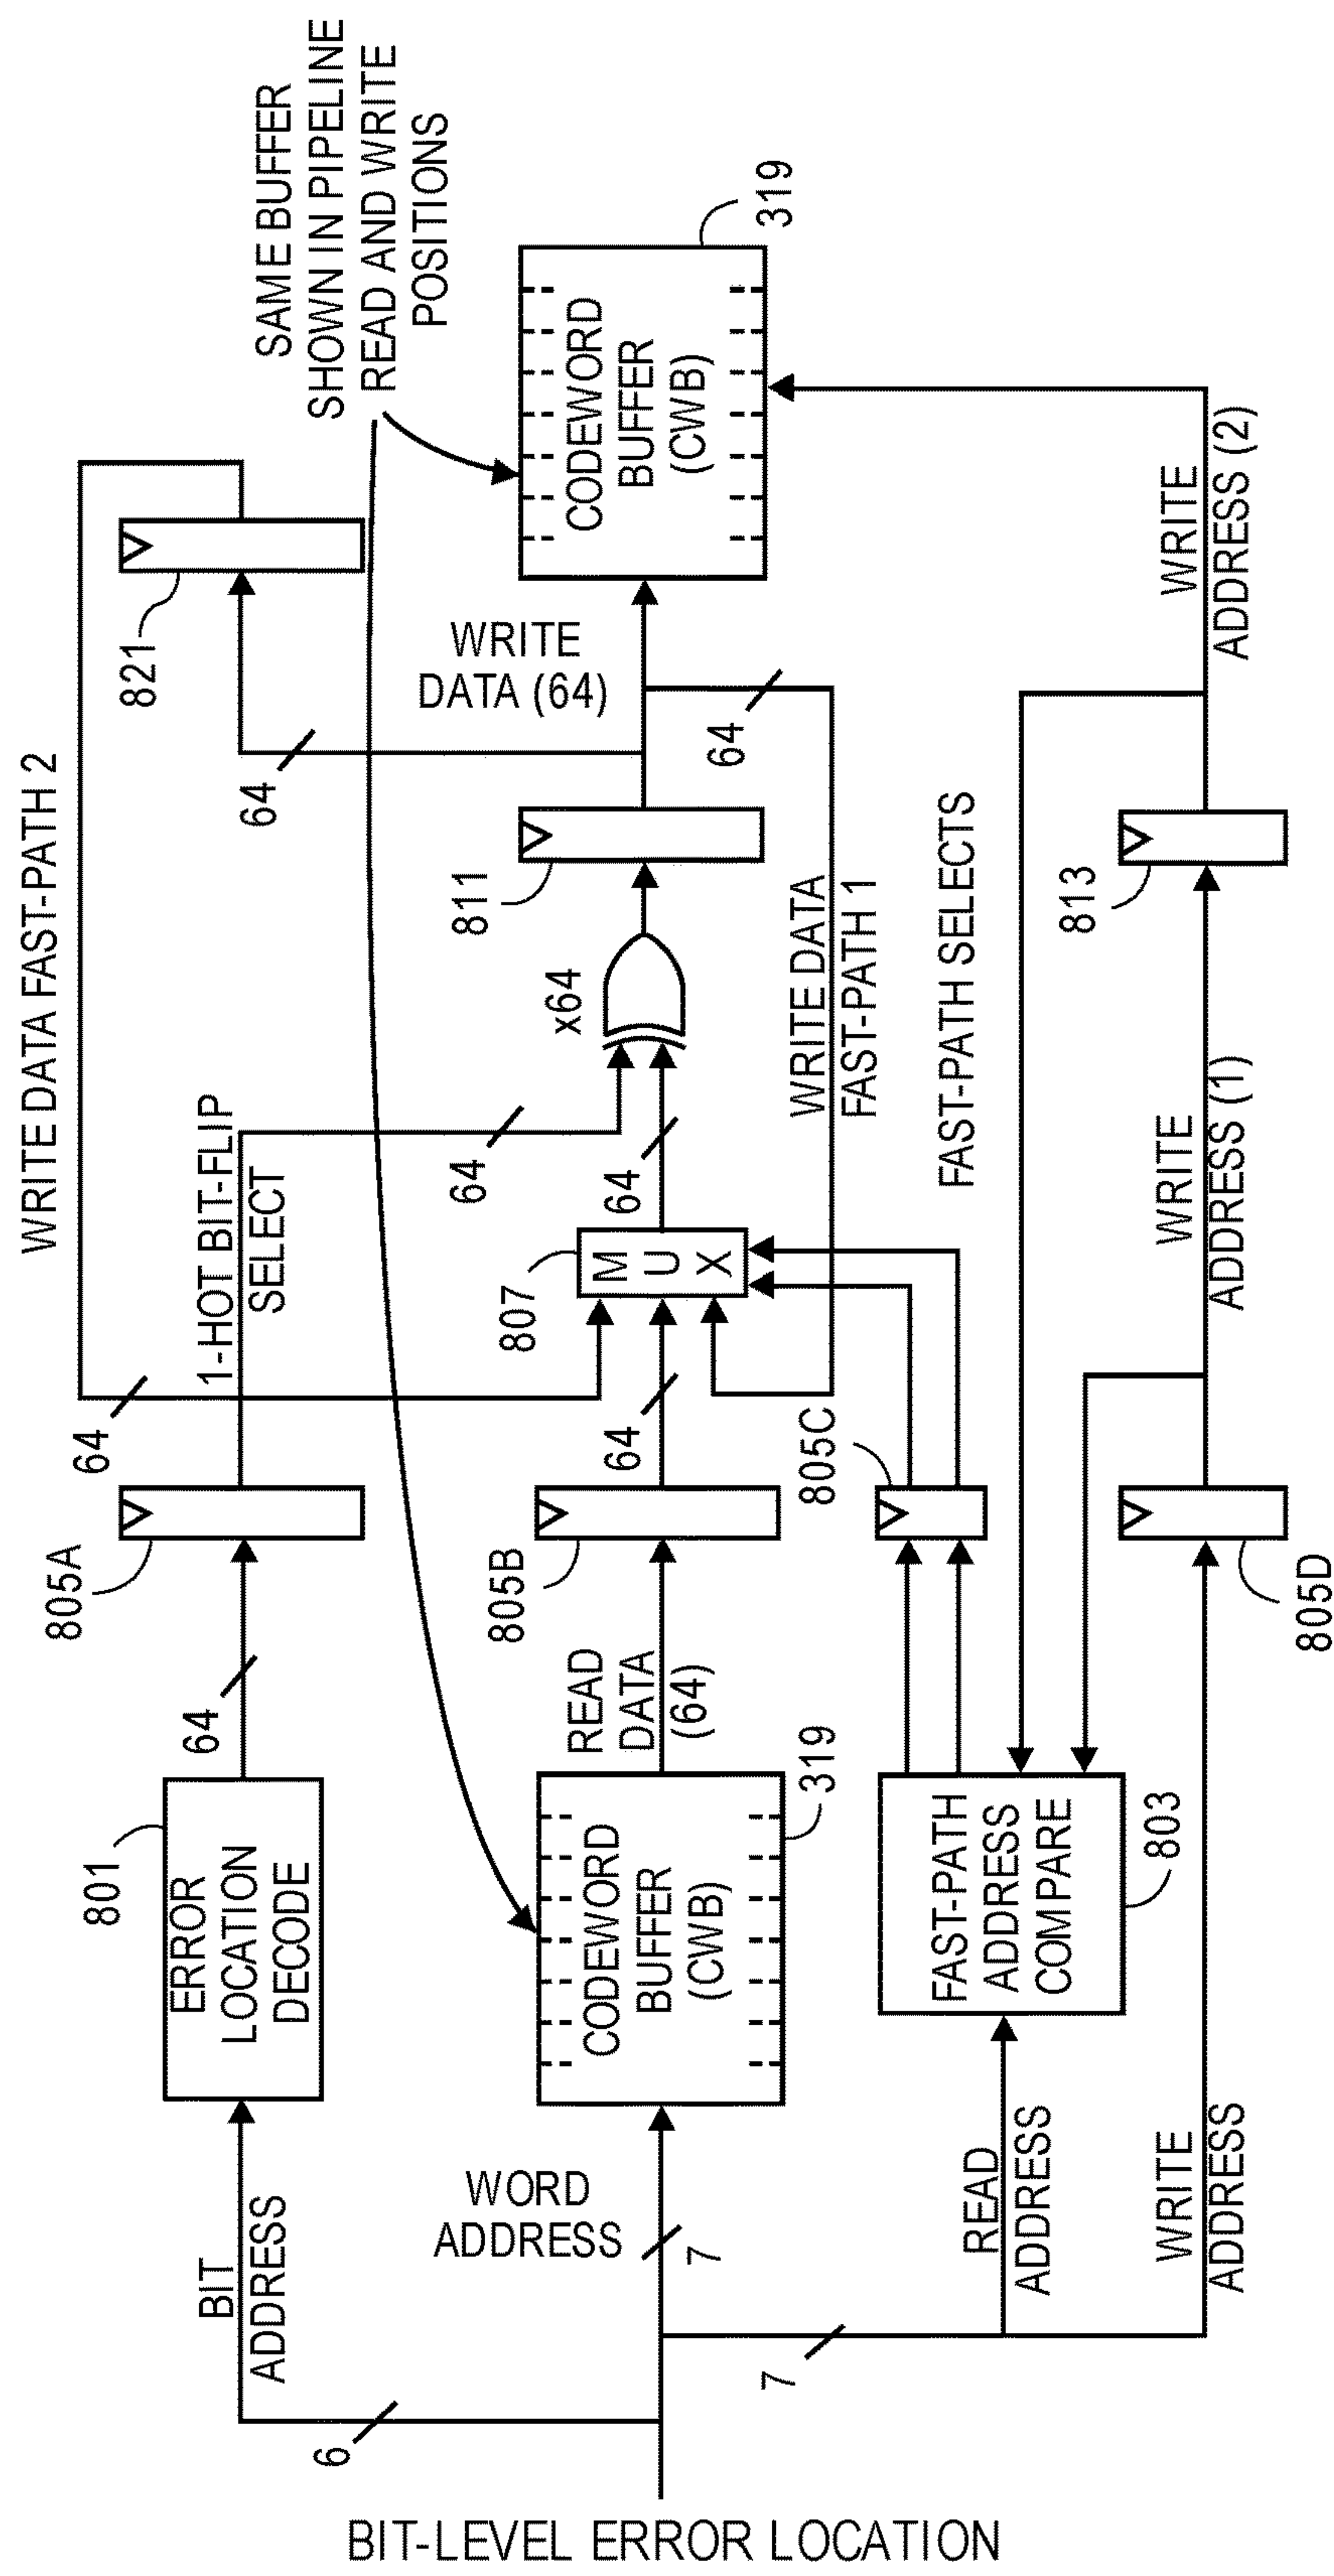 BIT-LEVEL ERROR LOCATION
6
BIT
ADDRESS
801
ERROR
LOCATION
DECODE
64
805A
1-HOT BIT-FLIP
SELECT
64
64
WRITE DATA FAST-PATH 2
64
821
SAME BUFFER
SHOWN IN PIPELINE
READ AND WRITE
POSITIONS
WORD
ADDRESS
7
CODEWORD
BUFFER
(CWB)
319
READ
DATA
(64)
805B
64
807
M
U
X
64
x64
811
WRITE
DATA (64)
64
WRITE DATA
FAST-PATH 1
CODEWORD
BUFFER
(CWB)
319
7
READ
ADDRESS
FAST-PATH
ADDRESS
COMPARE
803
805C
FAST-PATH SELECTS
WRITE
ADDRESS
805D
WRITE
ADDRESS (1)
813
WRITE
ADDRESS (2)